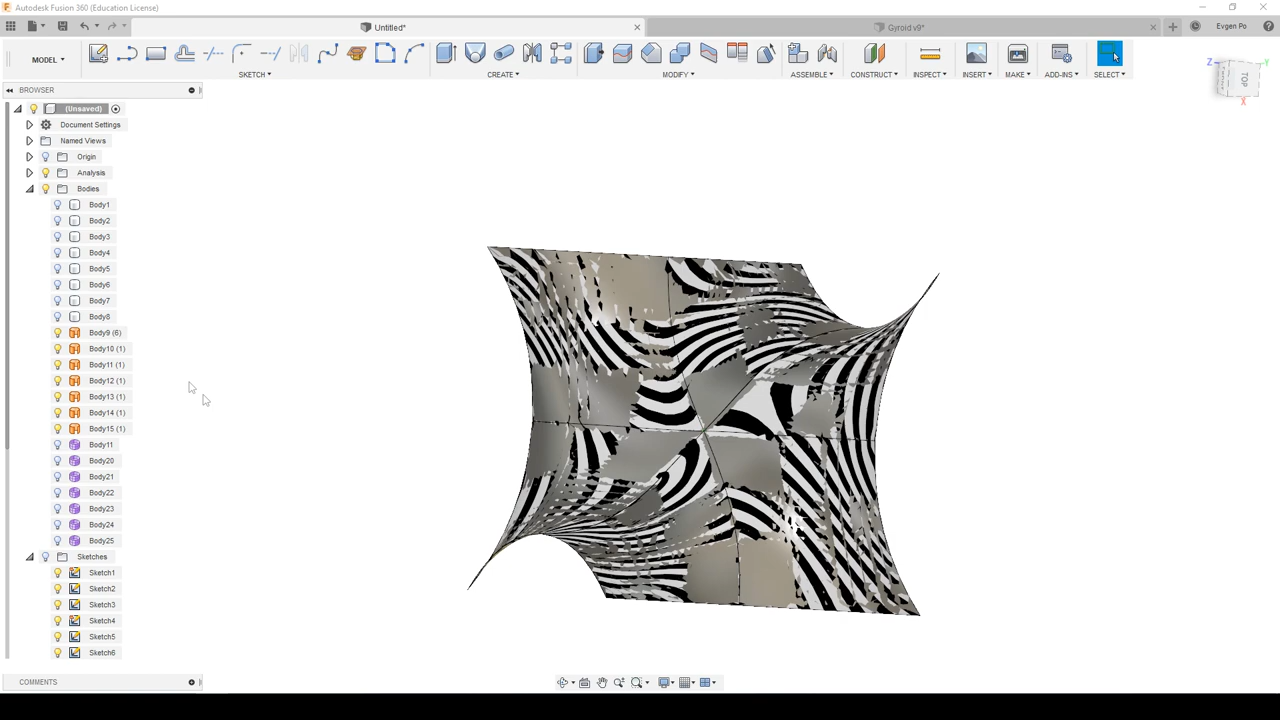 Autodesk Fusion 360 (Education License)
Untitled*
Gyroid v9*
Evgen Po
MODEL
SKETCH
CREATE
MODIFY
ASSEMBLE
CONSTRUCT
INSPECT
INSERT
MAKE
ADD-INS
SELECT
Z
Y
X
TOP
BROWSER
(Unsaved)
Document Settings
Named Views
Origin
Analysis
Bodies
Body1
Body2
Body3
Body4
Body5
Body6
Body7
Body8
Body9 (6)
Body10 (1)
Body11 (1)
Body12 (1)
Body13 (1)
Body14 (1)
Body15 (1)
Body11
Body20
Body21
Body22
Body23
Body24
Body25
Sketches
Sketch1
Sketch2
Sketch3
Sketch4
Sketch5
Sketch6
COMMENTS